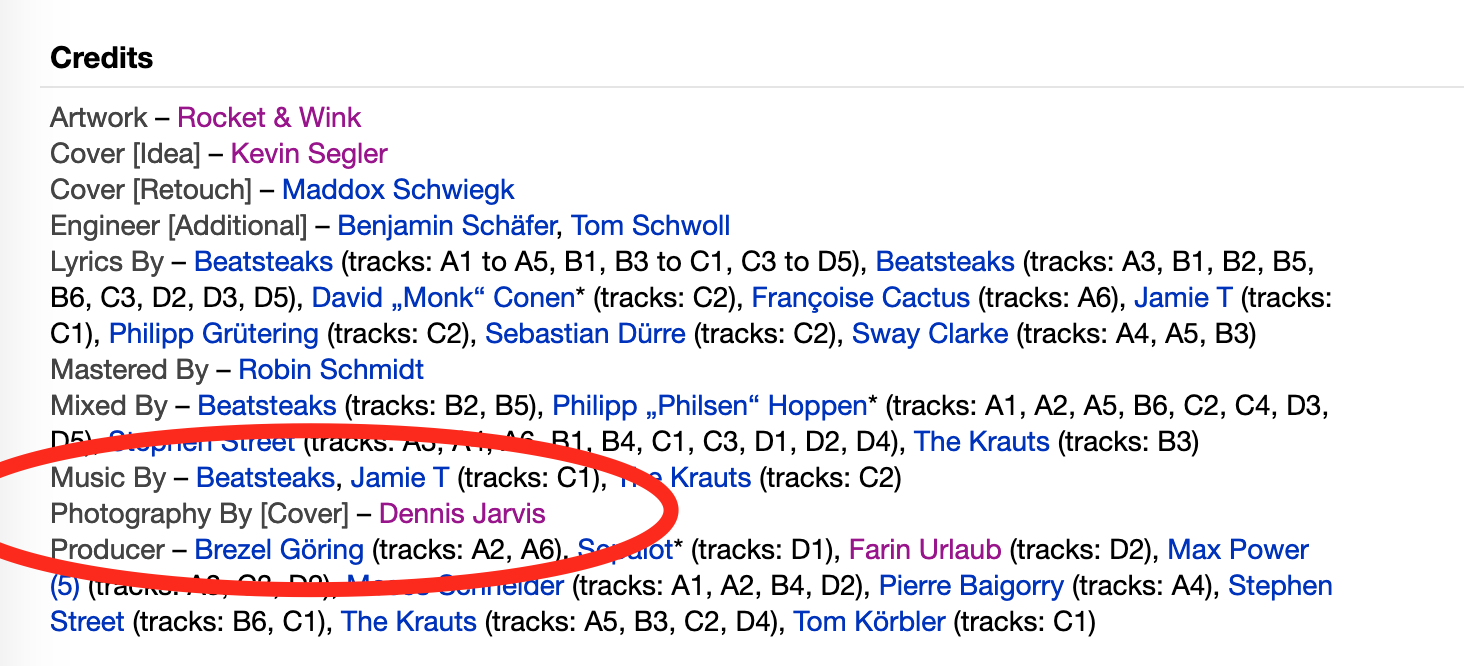 Credits
Artwork – Rocket & Wink
Cover [Idea] – Kevin Segler
Cover [Retouch] – Maddox Schwiegk
Engineer [Additional] – Benjamin Schäfer, Tom Schwoll
Lyrics By – Beatsteaks (tracks: A1 to A5, B1, B3 to C1, C3 to D5), Beatsteaks (tracks: A3, B1, B2, B5,
B6, C3, D2, D3, D5), David „Monk“ Conen* (tracks: C2), Françoise Cactus (tracks: A6), Jamie T (tracks:
C1), Philipp Grütering (tracks: C2), Sebastian Dürre (tracks: C2), Sway Clarke (tracks: A4, A5, B3)
Mastered By – Robin Schmidt
Mixed By – Beatsteaks (tracks: B2, B5), Philipp „Philsen“ Hoppen* (tracks: A1, A2, A5, B6, C2, C4, D3,
D5), Stephen Street (tracks: A3, A4, A6, B1, B4, C1, C3, D1, D2, D4), The Krauts (tracks: B3)
Music By – Beatsteaks, Jamie T (tracks: C1), The Krauts (tracks: C2)
Photography By [Cover] – Dennis Jarvis
Producer – Brezel Göring (tracks: A2, A6), Sepalot* (tracks: D1), Farin Urlaub (tracks: D2), Max Power
(5) (tracks: D2), Moses Schneider (tracks: A1, A2, B4, D2), Pierre Baigorry (tracks: A4), Stephen
Street (tracks: B6, C1), The Krauts (tracks: A5, B3, C2, D4), Tom Körbler (tracks: C1)